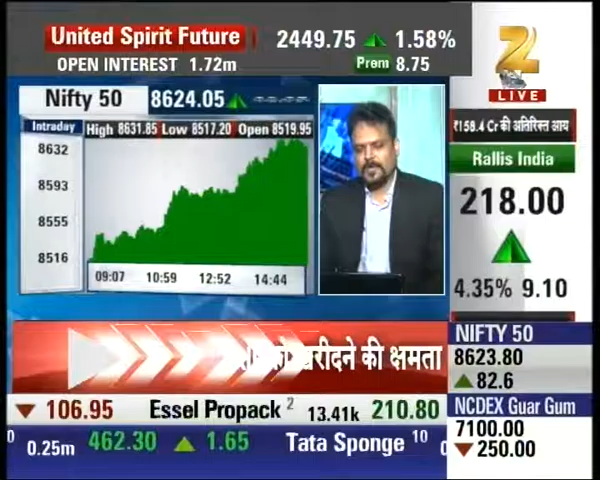 United Spirit Future 2449.75 1.58%
OPEN INTEREST 1.72m Prem 8.75
Z
LIVE
Nifty 50 8624.05
Intraday High 8631.85 Low 8517.20 Open 8519.95
8632
8593
8555
8516
09:07 10:59 12:52 14:44
₹158.4 Cr की अतिरिक्त आय
Rallis India
218.00
4.35% 9.10
को खरीदने की क्षमता
NIFTY 50
8623.80
82.6
106.95 Essel Propack 2 13.41k 210.80
NCDEX Guar Gum
7100.00
250.00
0 0.25m 462.30 1.65 Tata Sponge 10